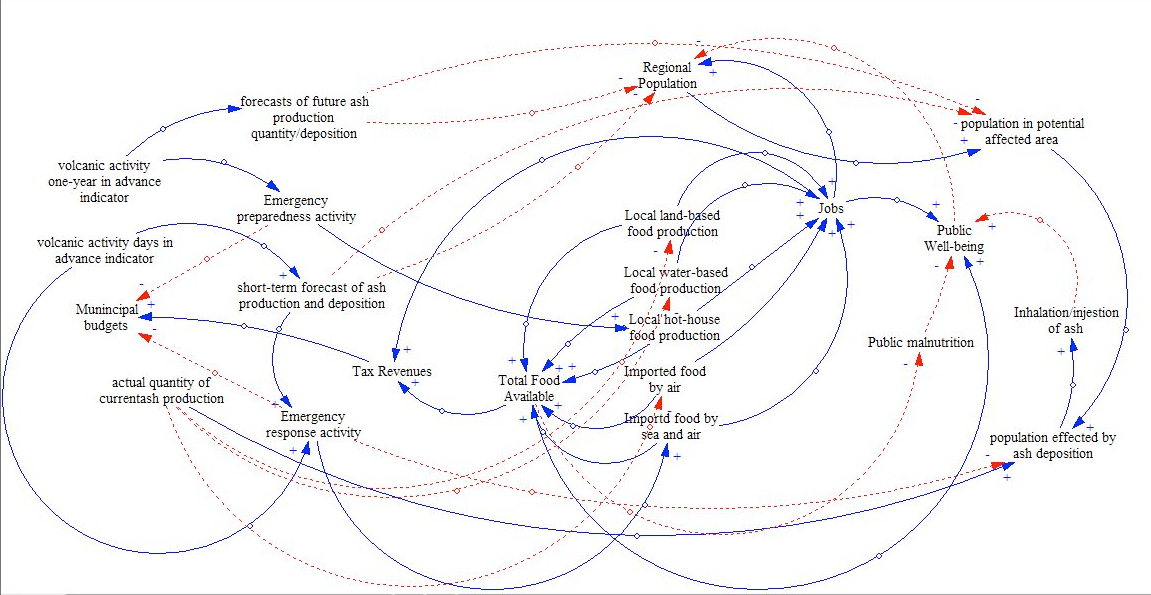 Regional
Population
forecasts of future ash
production
quantity/deposition
population in potential
affected area
volcanic activity
one-year in advance
indicator
Emergency
preparedness activity
Jobs
Local land-based
food production
Public
Well-being
volcanic activity days in
advance indicator
short-term forecast of ash
production and deposition
Local water-based
food production
Munincipal
budgets
Local hot-house
food production
Inhalation/injestion
of ash
Public malnutrition
Tax Revenues
Total Food
Available
Imported food
by air
actual quantity of
currentash production
Emergency
response activity
Importd food by
sea and air
population effected by
ash deposition